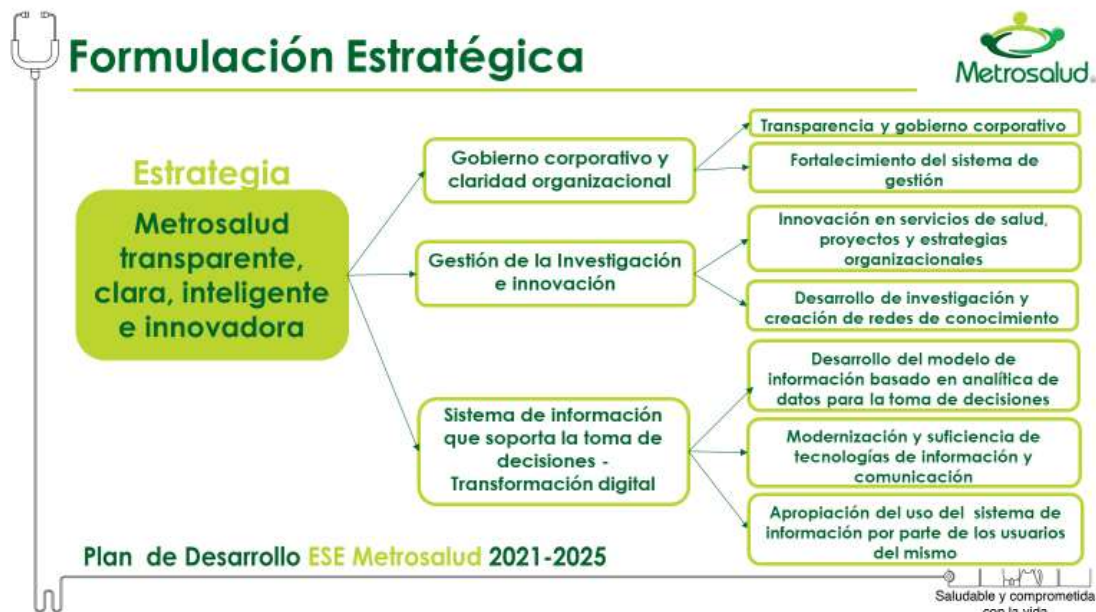 Formulación Estratégica
Metrosalud®
Estrategia
Metrosalud
transparente,
clara, inteligente
e innovadora
Gobierno corporativo y
claridad organizacional
Transparencia y gobierno corporativo
Fortalecimiento del sistema de
gestión
Gestión de la Investigación
e innovación
Innovación en servicios de salud,
proyectos y estrategias
organizacionales
Desarrollo de investigación y
creación de redes de conocimiento
Sistema de información
que soporta la toma de
decisiones -
Transformación digital
Desarrollo del modelo de
información basado en analítica de
datos para la toma de decisiones
Modernización y suficiencia de
tecnologías de información y
comunicación
Apropiación del uso del sistema de
información por parte de los usuarios
del mismo
Plan de Desarrollo ESE Metrosalud 2021-2025
Saludable y comprometida
con la vida